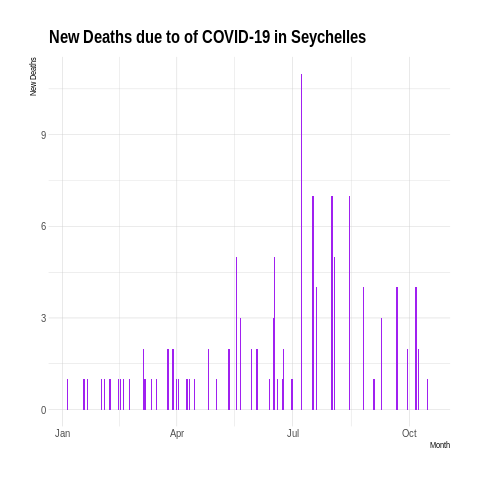 New Deaths due to of COVID-19 in Seychelles
New Deaths
9
6
3
0
Jan Apr Jul Oct
Month